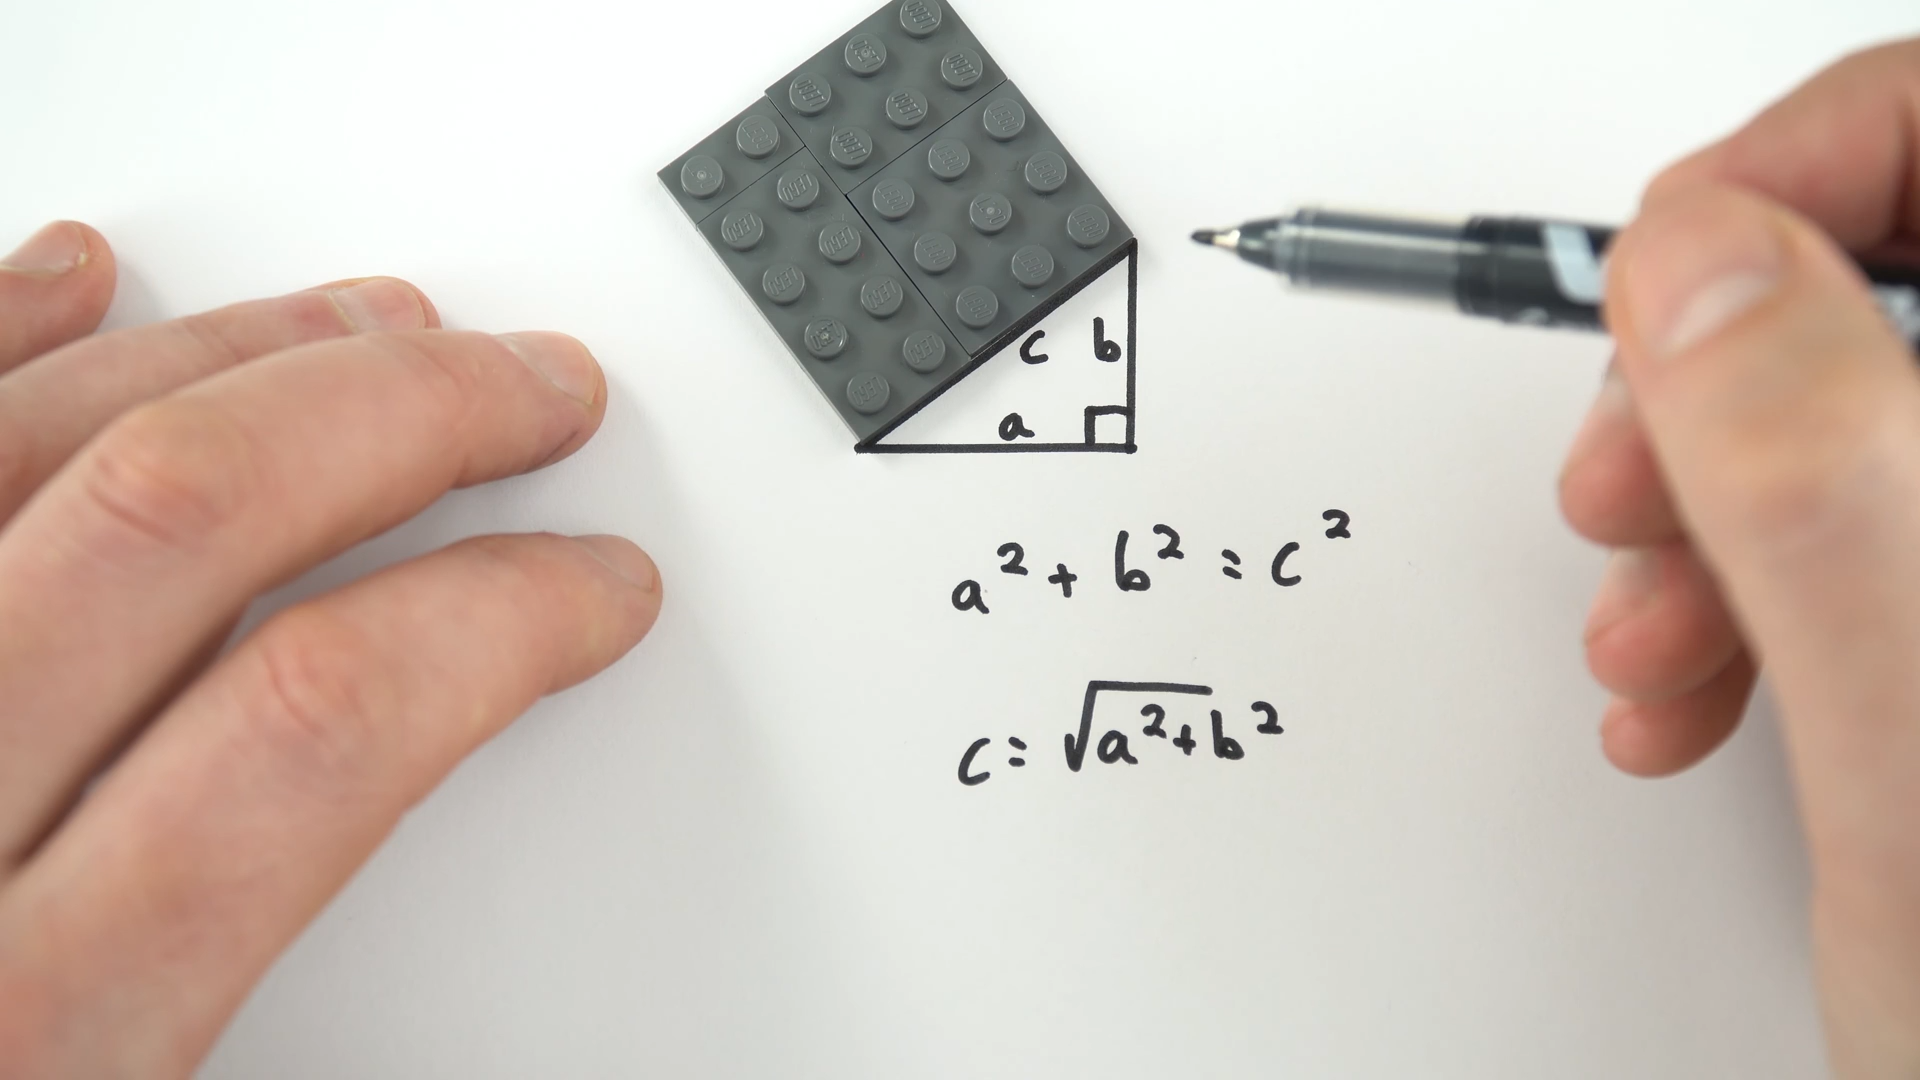 c b
a
a² + b² = c²
c = √a²+b²